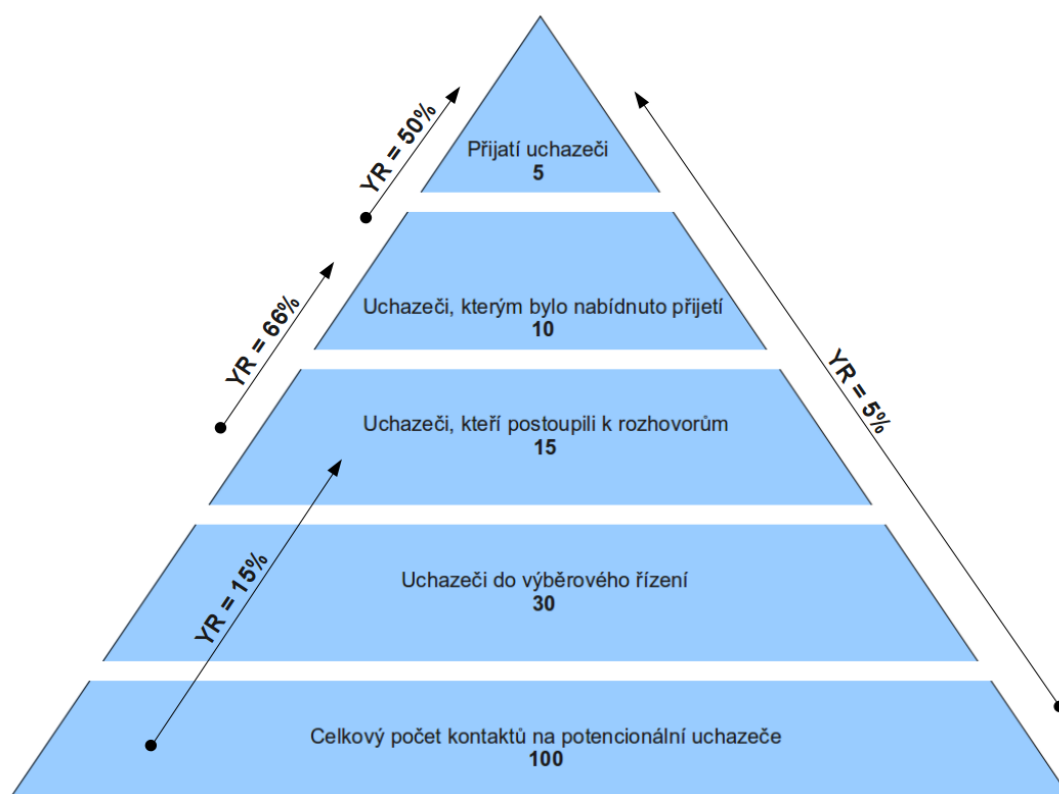 YR = 50%
Přijatí uchazeči
5
YR = 66%
Uchazeči, kterým bylo nabídnuto přijetí
10
YR = 5%
Uchazeči, kteří postoupili k rozhovorům
15
YR = 15%
Uchazeči do výběrového řízení
30
Celkový počet kontaktů na potencionální uchazeče
100